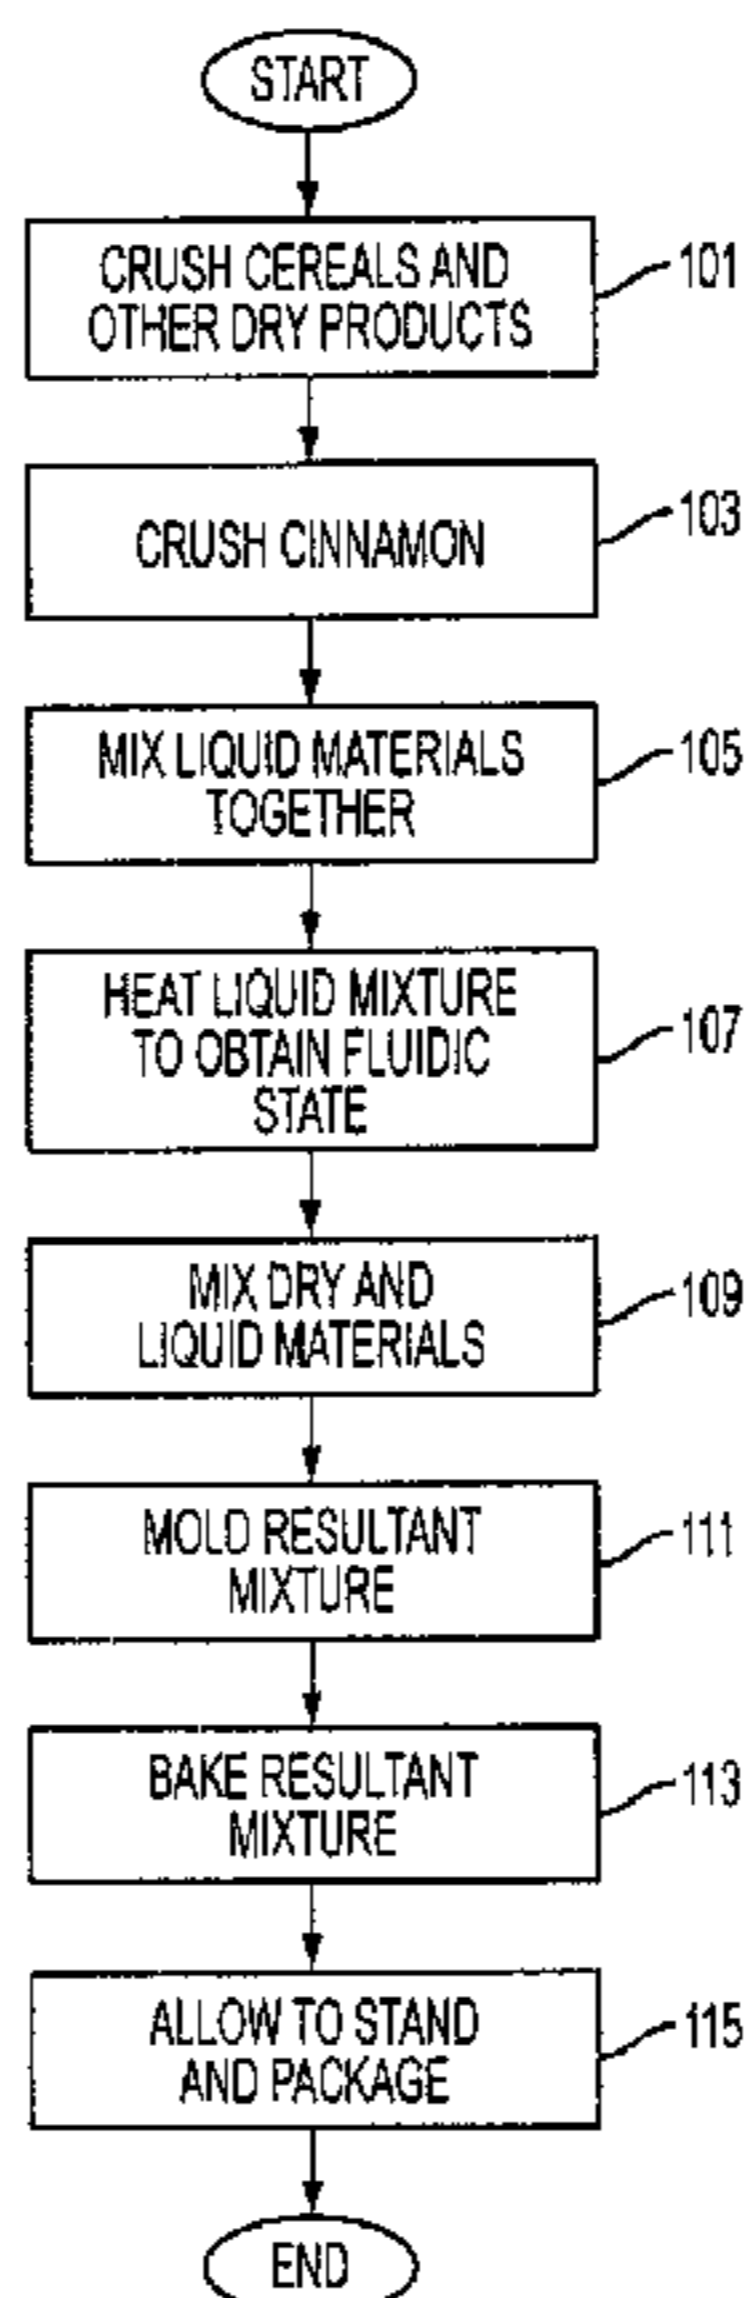 START
CRUSH CEREALS AND
OTHER DRY PRODUCTS
101
CRUSH CINNAMON
103
MIX LIQUID MATERIALS
TOGETHER
105
HEAT LIQUID MIXTURE
TO OBTAIN FLUIDIC
STATE
107
MIX DRY AND
LIQUID MATERIALS
109
MOLD RESULTANT
MIXTURE
111
BAKE RESULTANT
MIXTURE
113
ALLOW TO STAND
AND PACKAGE
115
END